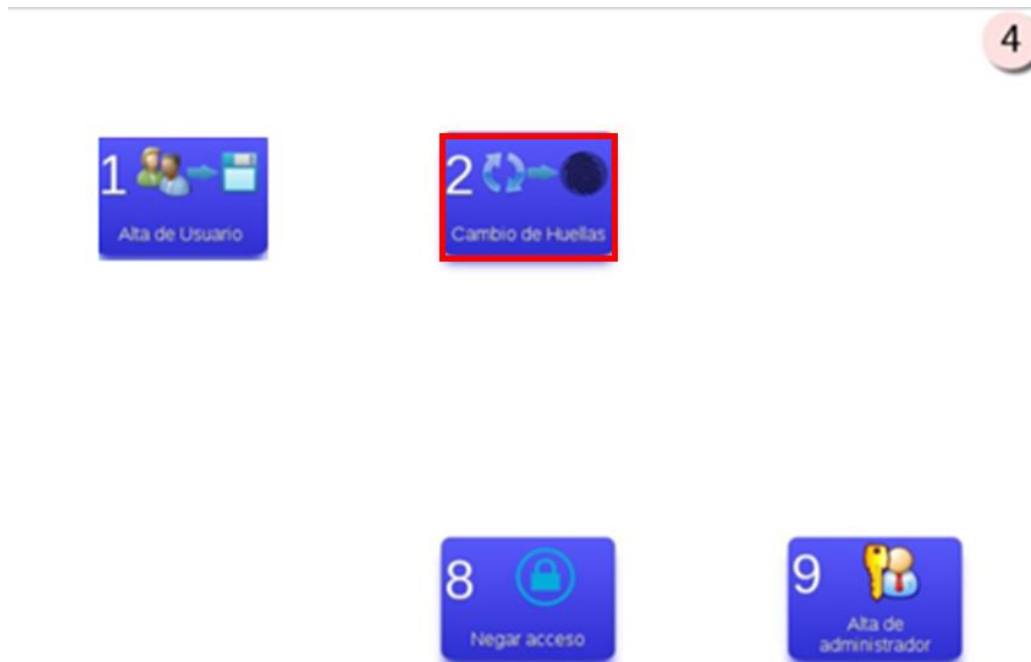 4
1
Alta de Usuario
2
Cambio de Huellas
8
Negar acceso
9
Alta de
administrador